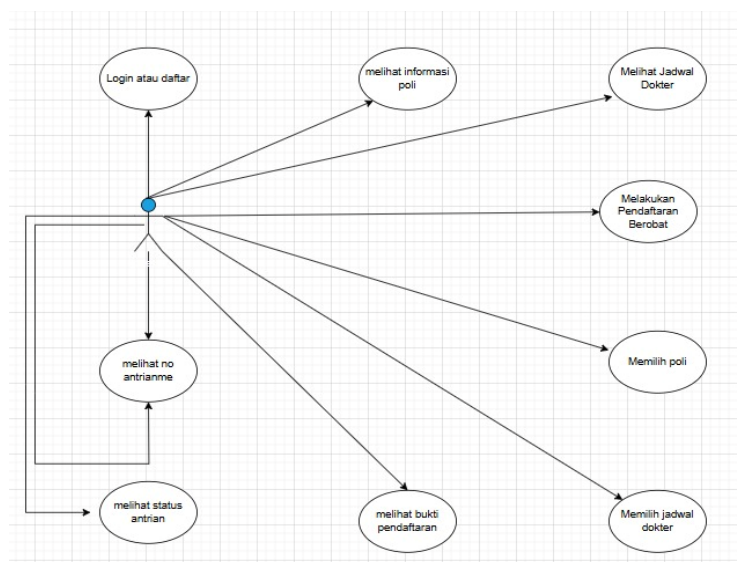 Login atau daftar
melihat informasi
poli
Melihat Jadwal
Dokter
Melakukan
Pendaftaran
Berobat
melihat no
antrianme
Memilih poli
melihat status
antrian
melihat bukti
pendaftaran
Memilih jadwal
dokter